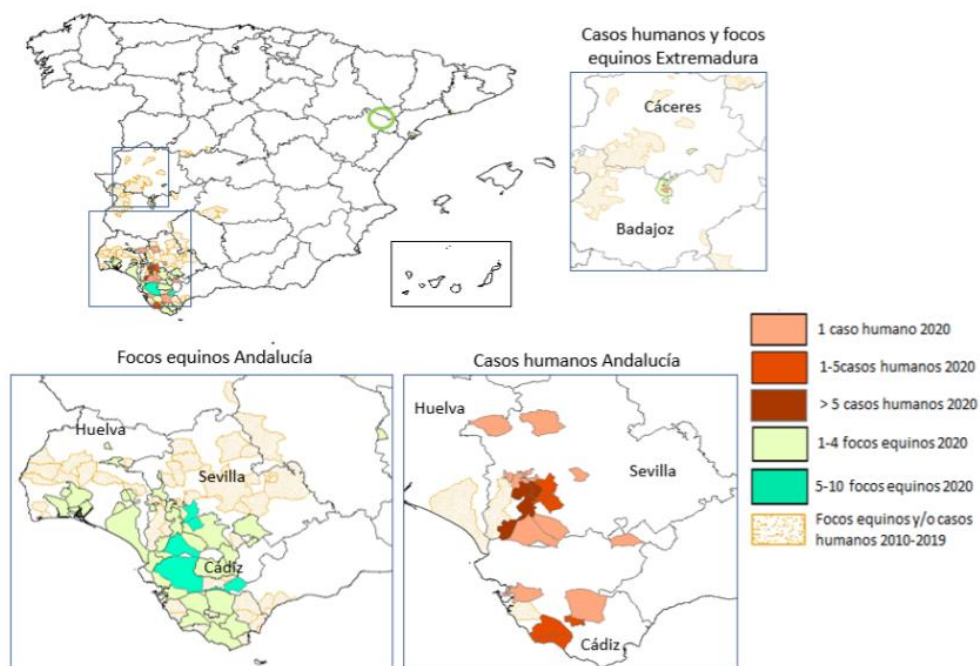 Casos humanos y focos
equinos Extremadura
Cáceres
Badajoz
Focos equinos Andalucía
Huelva
Sevilla
Cádiz
Casos humanos Andalucía
Huelva
Sevilla
Cádiz
1 caso humano 2020
1-5casos humanos 2020
> 5 casos humanos 2020
1-4 focos equinos 2020
5-10 focos equinos 2020
Focos equinos y/o casos
humanos 2010-2019